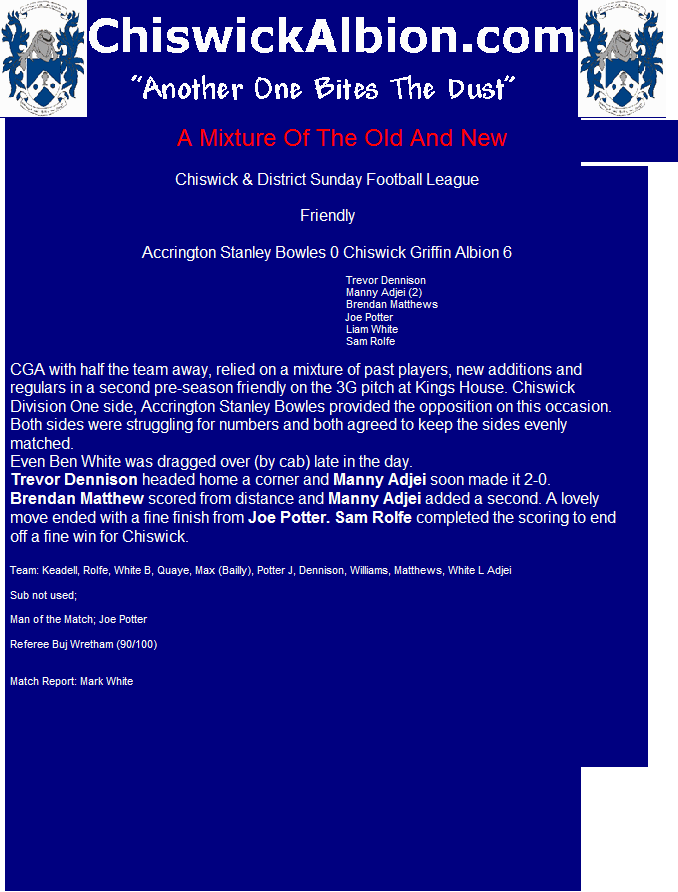 ChiswickAlbion.com
"Another One Bites The Dust"
A Mixture Of The Old And New
Chiswick & District Sunday Football League
Friendly
Accrington Stanley Bowles 0 Chiswick Griffin Albion 6
Trevor Dennison
Manny Adjei (2)
Brendan Matthews
Joe Potter
Liam White
Sam Rolfe
CGA with half the team away, relied on a mixture of past players, new additions and
regulars in a second pre-season friendly on the 3G pitch at Kings House. Chiswick
Division One side, Accrington Stanley Bowles provided the opposition on this occasion.
Both sides were struggling for numbers and both agreed to keep the sides evenly
matched.
Even Ben White was dragged over (by cab) late in the day.
Trevor Dennison headed home a corner and Manny Adjei soon made it 2-0.
Brendan Matthew scored from distance and Manny Adjei added a second. A lovely
move ended with a fine finish from Joe Potter. Sam Rolfe completed the scoring to end
off a fine win for Chiswick.
Team: Keadell, Rolfe, White B, Quaye, Max (Bailly), Potter J, Dennison, Williams, Matthews, White L Adjei
Sub not used;
Man of the Match; Joe Potter
Referee Buj Wretham (90/100)
Match Report: Mark White